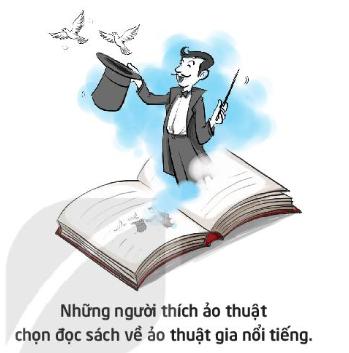 Những người thích ảo thuật
chọn đọc sách về ảo thuật gia nổi tiếng.